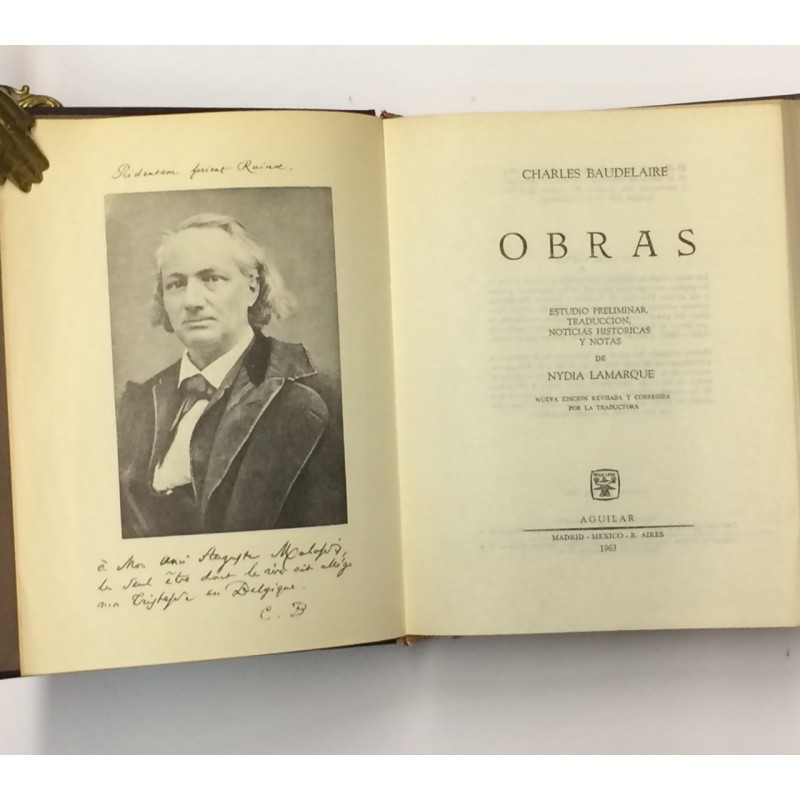 Ridentem ferient Ruinæ.
à Mon ami Auguste Malassis,
le Seul être dont le rire ait allégé
ma tristesse en Belgique.
C. B
CHARLES BAUDELAIRE
OBRAS
ESTUDIO PRELIMINAR,
TRADUCCION,
NOTICIAS HISTORICAS
Y NOTAS
DE
NYDIA LAMARQUE
NUEVA EDICION REVISADA Y CORREGIDA
POR LA TRADUCTORA
AGUILAR
MADRID - MEXICO - B. AIRES
1963